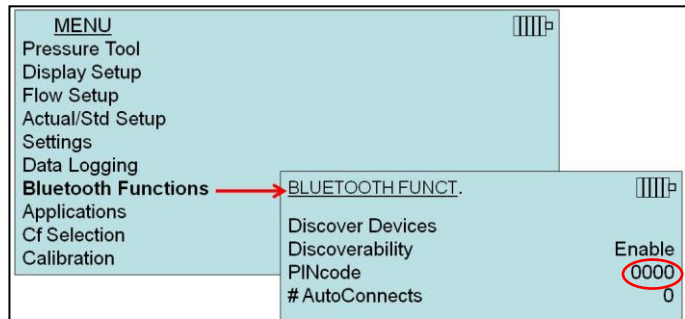 MENU
Pressure Tool
Display Setup
Flow Setup
Actual/Std Setup
Settings
Data Logging
Bluetooth Functions
Applications
Cf Selection
Calibration
BLUETOOTH FUNCT.
Discover Devices
Discoverability Enable
PINcode 0000
# AutoConnects 0